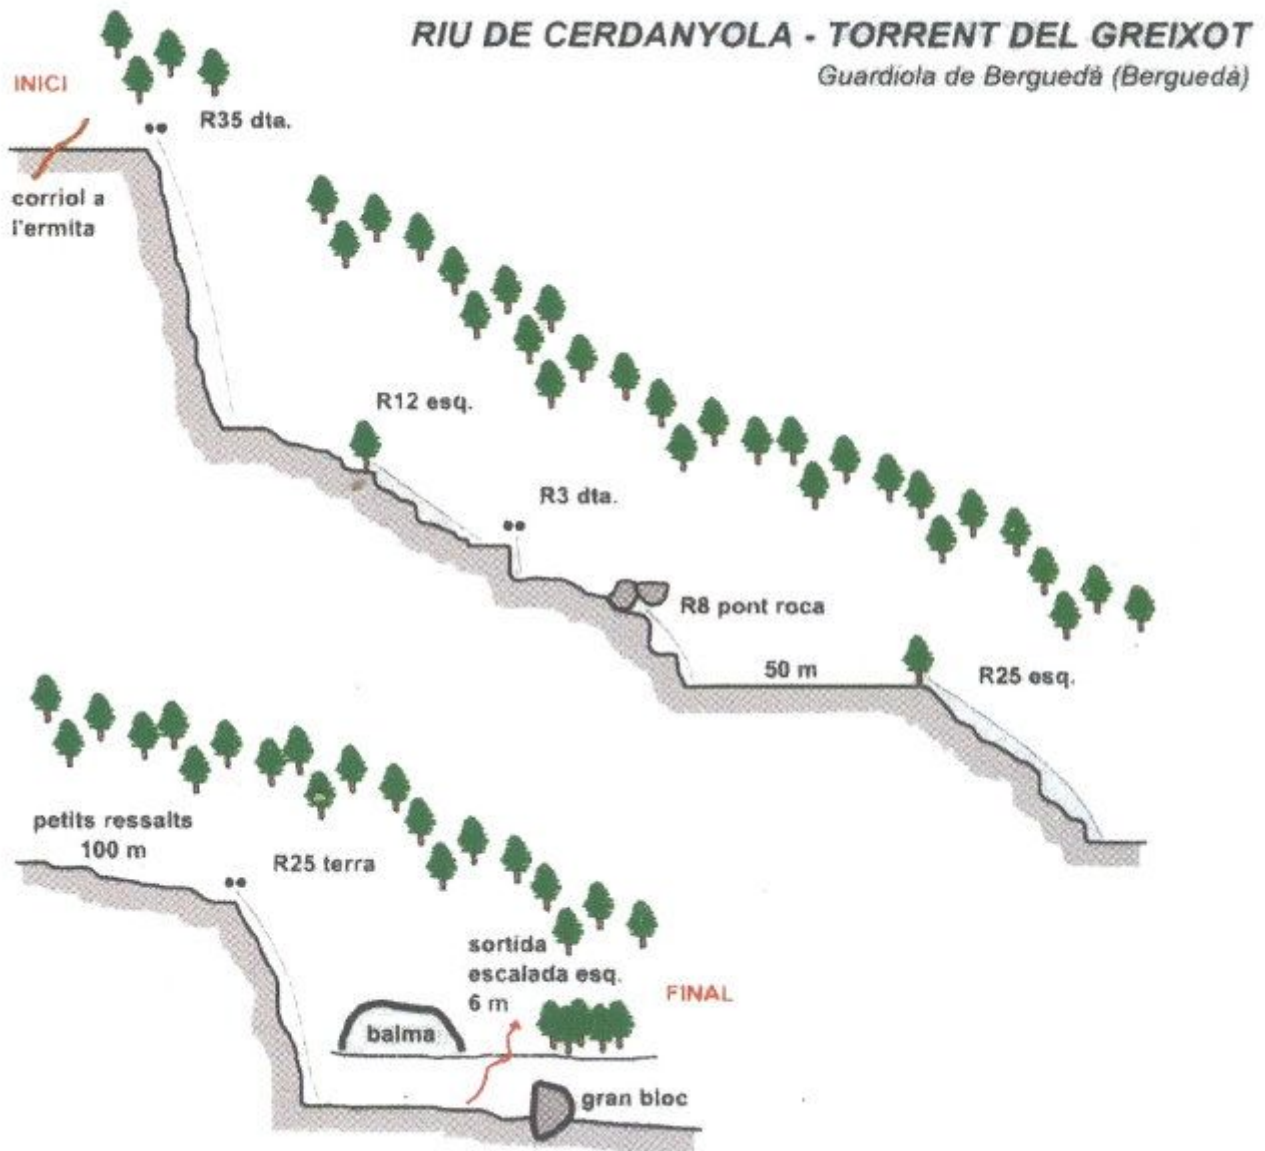 RIU DE CERDANYOLA - TORRENT DEL GREIXOT
Guardiola de Berguedà (Berguedà)
INICI
R35 dta.
corriol a
l'ermita
R12 esq.
R3 dta.
R8 pont roca
50 m
R25 esq.
petits ressalts
100 m
R25 terra
sortida
escalada esq.
6 m
FINAL
balma
gran bloc